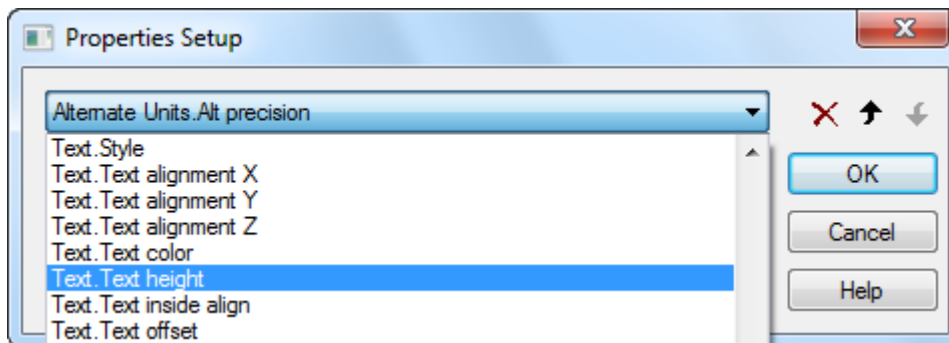 Properties Setup
Alternate Units.Alt precision
Text.Style
Text.Text alignment X
Text.Text alignment Y
Text.Text alignment Z
Text.Text color
Text.Text height
Text.Text inside align
Text.Text offset
OK
Cancel
Help